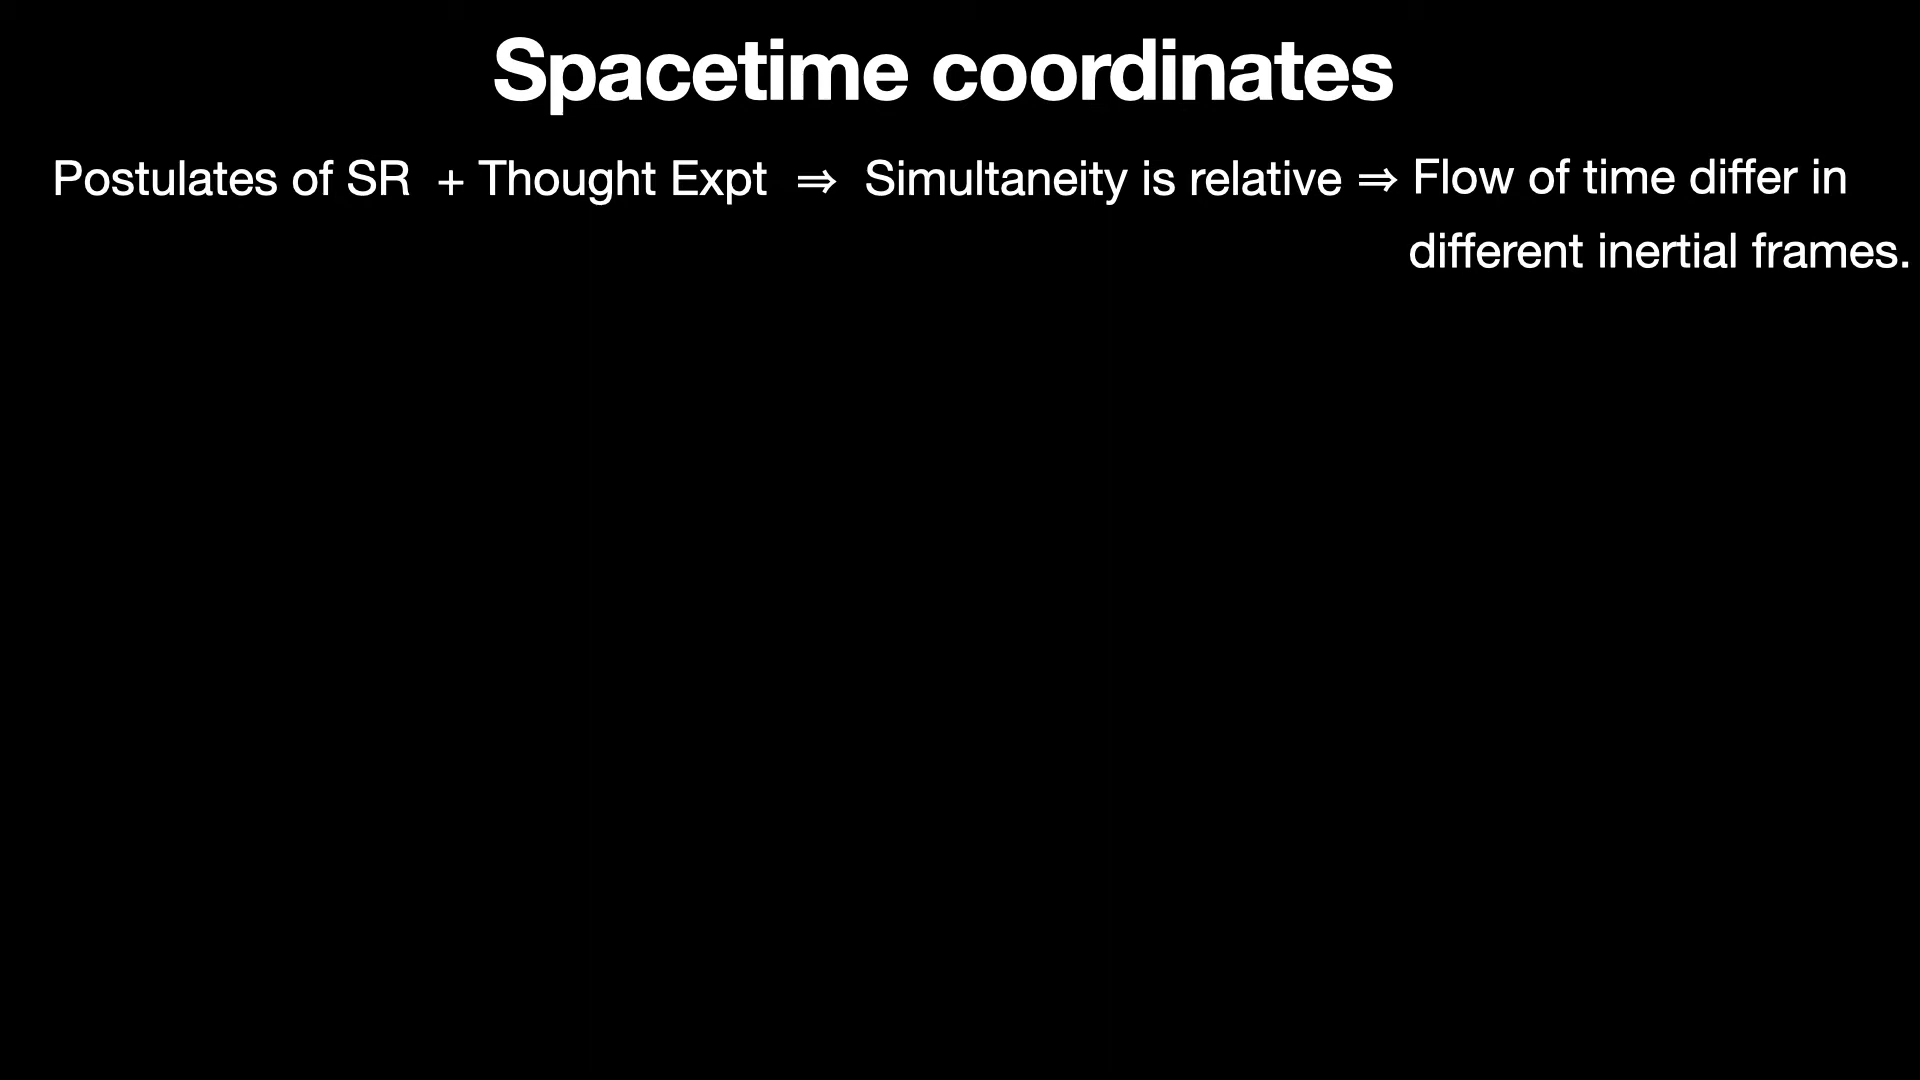 Spacetime coordinates
Postulates of SR + Thought Expt ⇒ Simultaneity is relative ⇒ Flow of time differ in
different inertial frames.